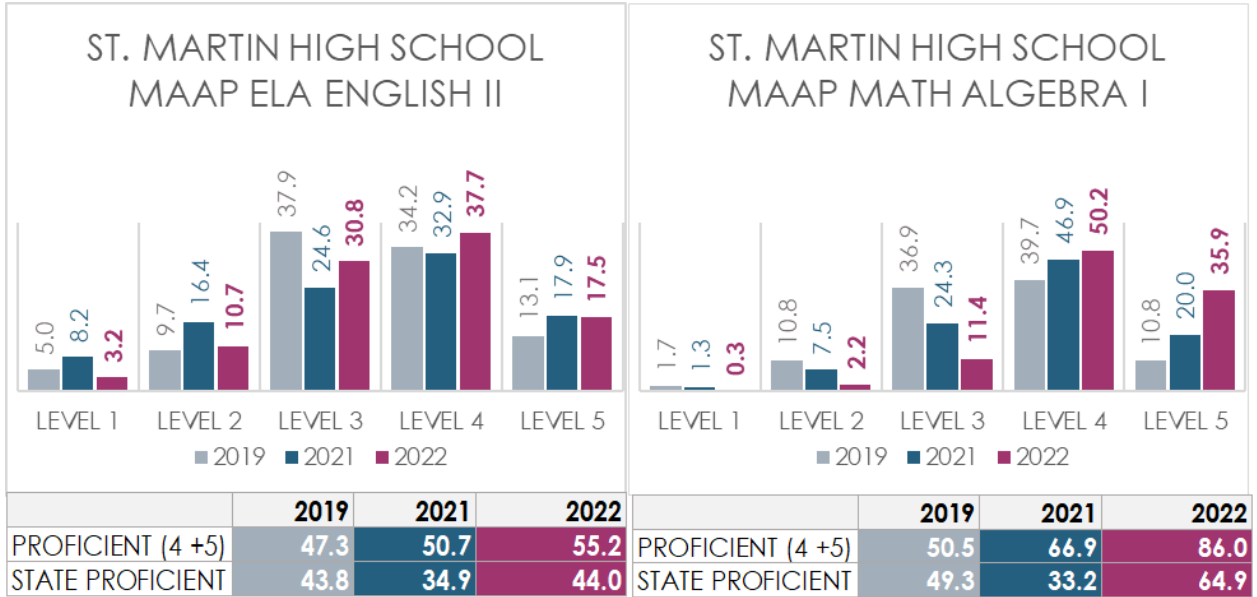 ST. MARTIN HIGH SCHOOL
MAAP ELA ENGLISH II
5.0 8.2 3.2 9.7 16.4 10.7 37.9 24.6 30.8 34.2 32.9 37.7 13.1 17.9 17.5
LEVEL 1 LEVEL 2 LEVEL 3 LEVEL 4 LEVEL 5
2019 2021 2022
2019 2021 2022
PROFICIENT (4 +5) 47.3 50.7 55.2
STATE PROFICIENT 43.8 34.9 44.0
ST. MARTIN HIGH SCHOOL
MAAP MATH ALGEBRA I
1.7 1.3 0.3 10.8 7.5 2.2 36.9 24.3 11.4 39.7 46.9 50.2 10.8 20.0 35.9
LEVEL 1 LEVEL 2 LEVEL 3 LEVEL 4 LEVEL 5
2019 2021 2022
2019 2021 2022
PROFICIENT (4 +5) 50.5 66.9 86.0
STATE PROFICIENT 49.3 33.2 64.9